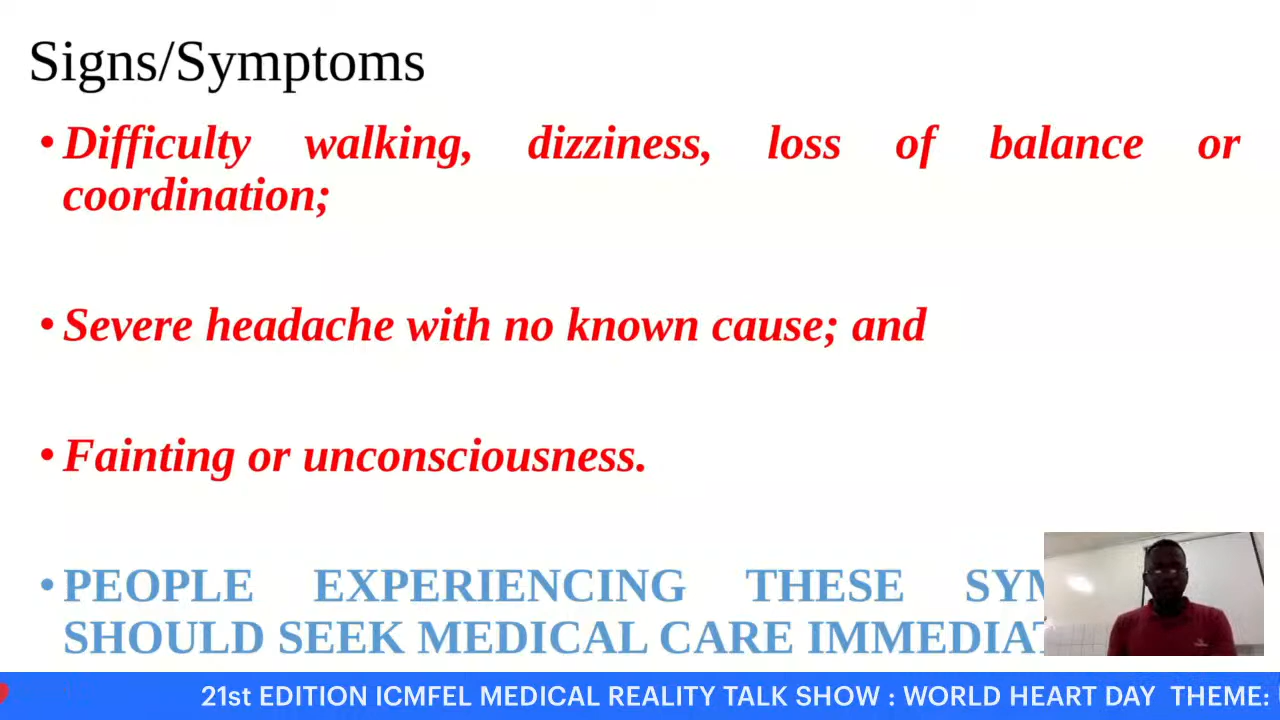 Signs/Symptoms
•Difficulty walking, dizziness, loss of balance or
coordination;
•Severe headache with no known cause; and
•Fainting or unconsciousness.
•PEOPLE EXPERIENCING THESE
SHOULD SEEK MEDICAL CARE
21st EDITION ICMFEL MEDICAL REALITY TALK SHOW : WORLD HEART DAY THEME: